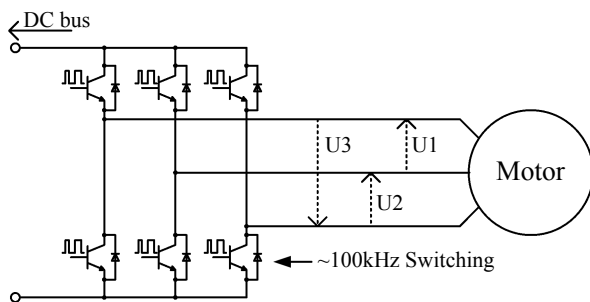 DC bus
U3
U1
U2
Motor
~100kHz Switching